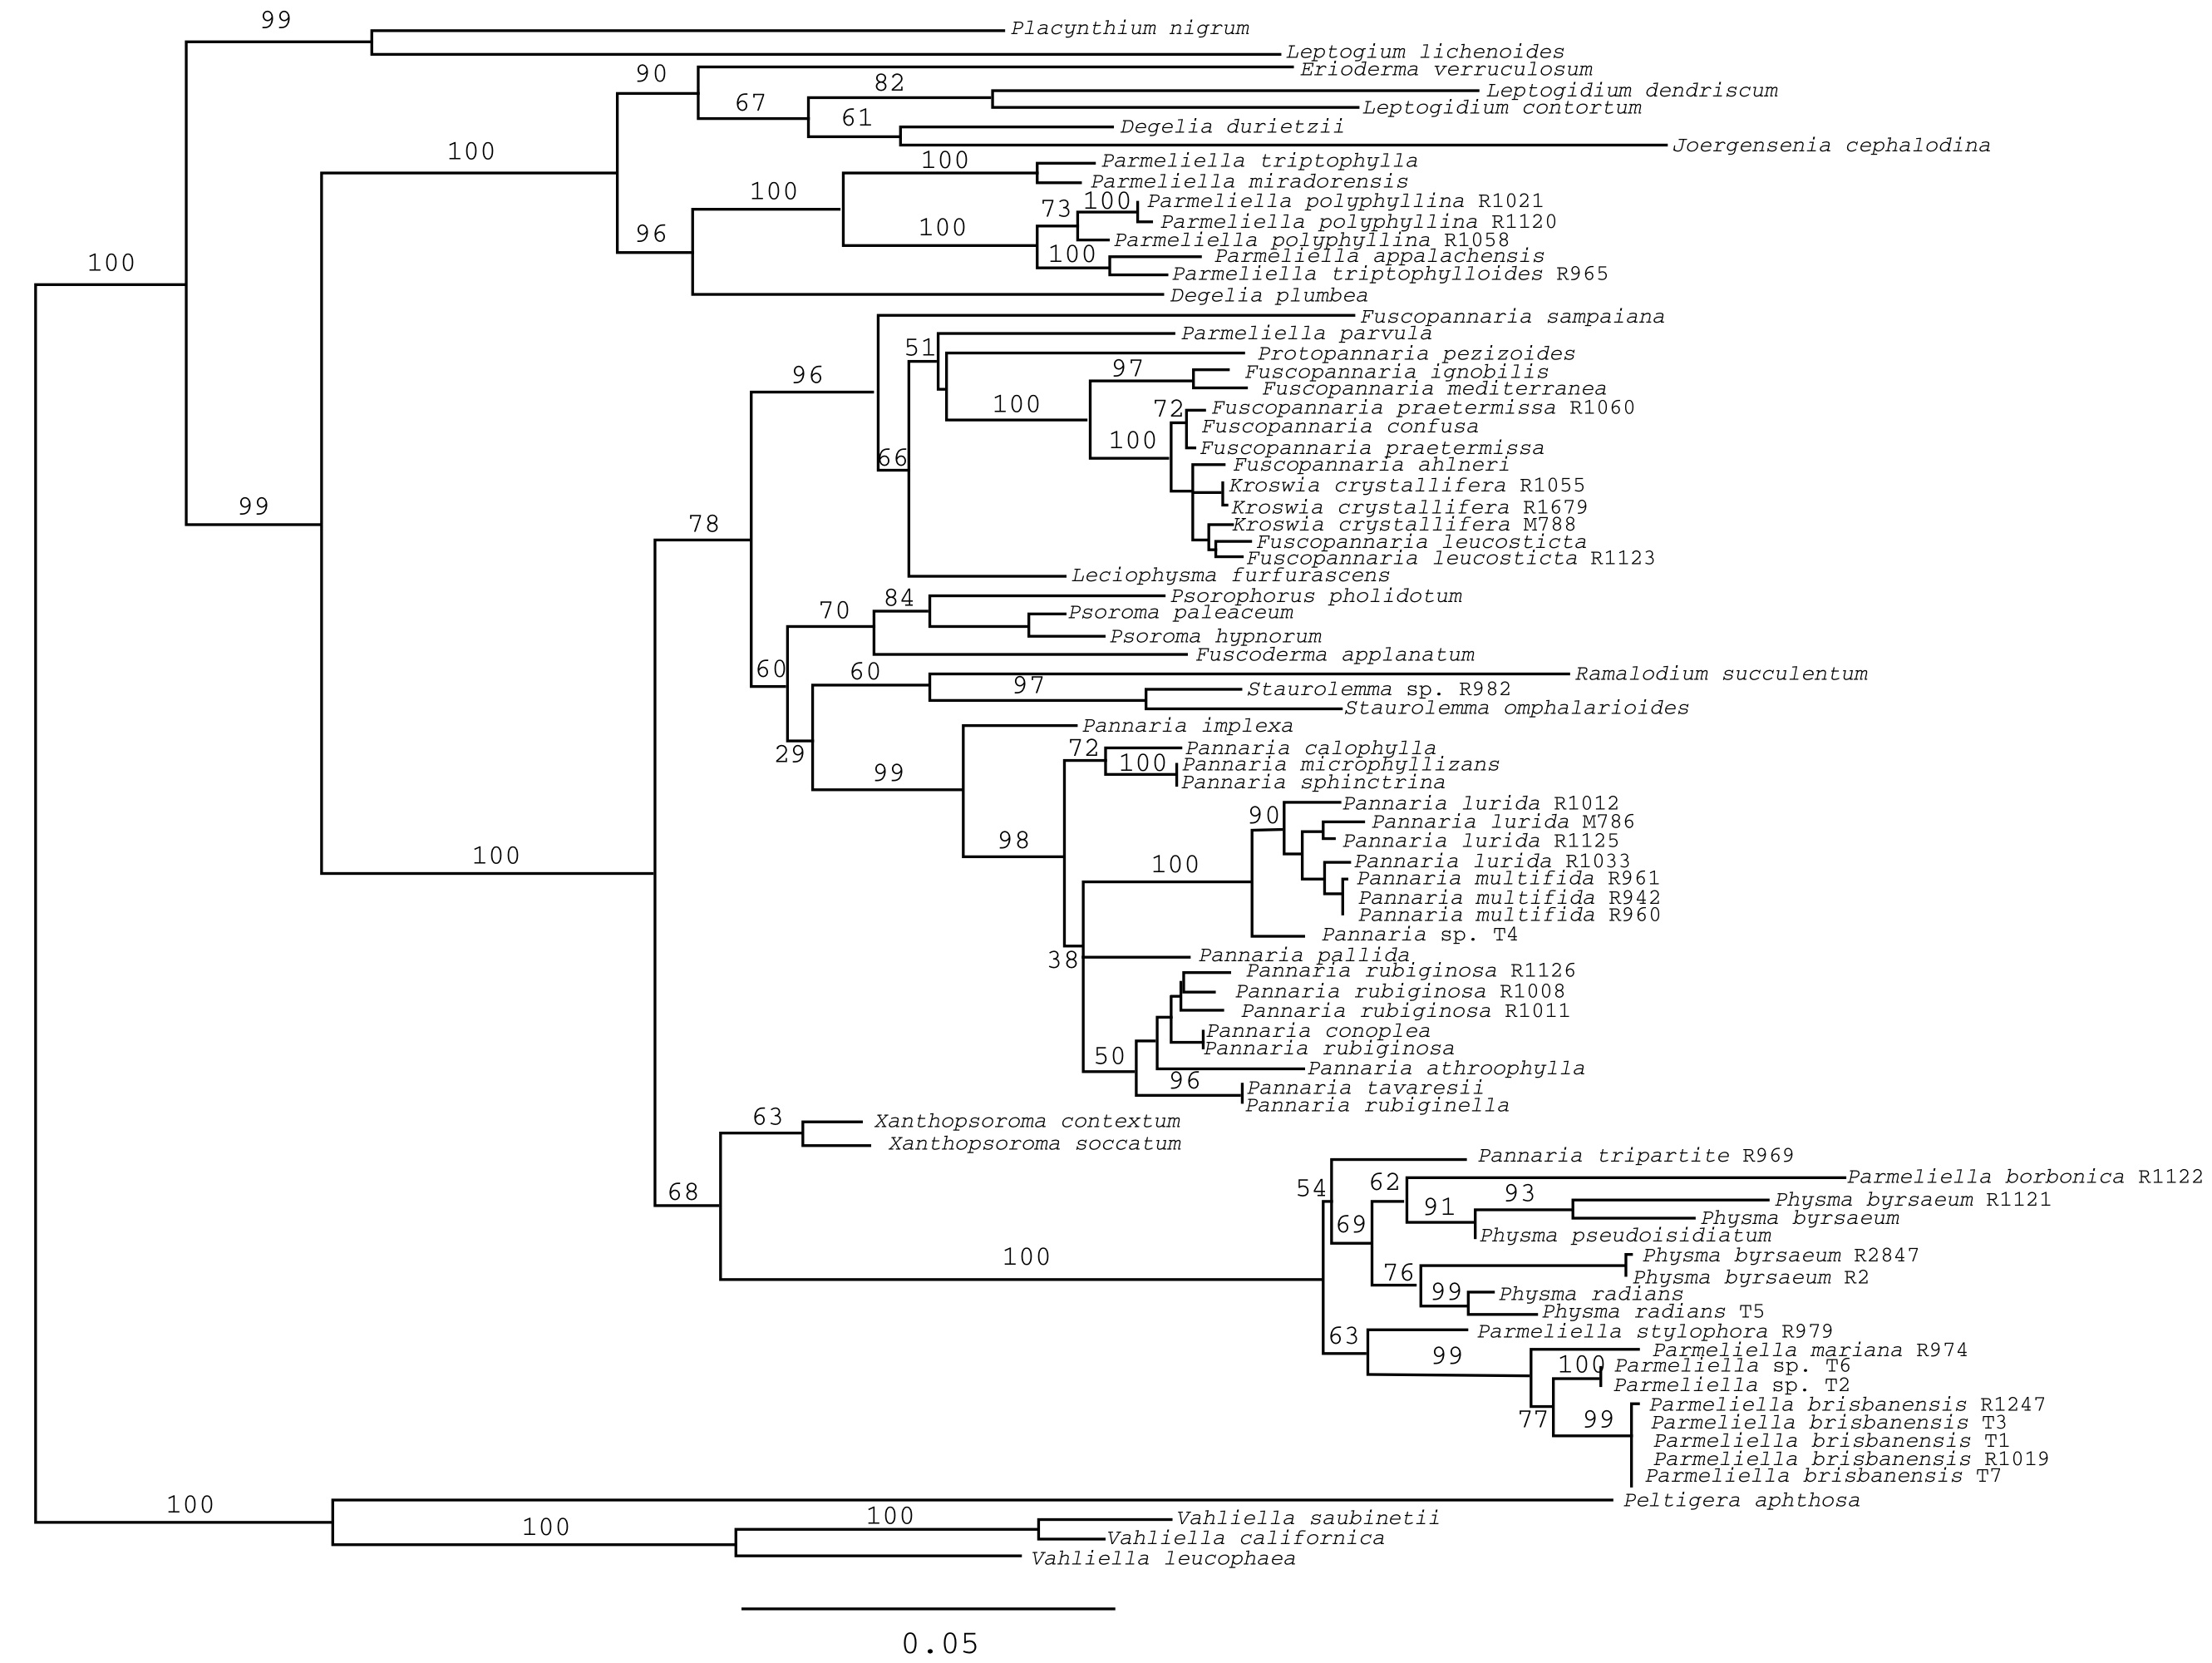 99
Placynthium nigrum
Leptogium lichenoides
90
Erioderma verruculosum
82
Leptogidium dendriscum
67
Leptogidium contortum
61
Degelia durietzii
100
Joergensenia cephalodina
100
Parmeliella triptophylla
Parmeliella miradorensis
100
73
100
Parmeliella polyphyllina R1021
Parmeliella polyphyllina R1120
96
100
Parmeliella polyphyllina R1058
100
Parmeliella appalachensis
100
Parmeliella triptophylloides R965
Degelia plumbea
Fuscopannaria sampaiana
Parmeliella parvula
51
Protopannaria pezizoides
96
97
Fuscopannaria ignobilis
Fuscopannaria mediterranea
100
72
Fuscopannaria praetermissa R1060
Fuscopannaria confusa
100
Fuscopannaria praetermissa
66
Fuscopannaria ahlneri
Kroswia crystallifera R1055
99
Kroswia crystallifera R1679
78
Kroswia crystallifera M788
Fuscopannaria leucosticta
Fuscopannaria leucosticta R1123
Leciophysma furfurascens
84
Psorophorus pholidotum
70
Psoroma paleaceum
Psoroma hypnorum
Fuscoderma applanatum
60
60
Ramalodium succulentum
97
Staurolemma sp. R982
Staurolemma omphalarioides
Pannaria implexa
29
72
Pannaria calophylla
99
100
Pannaria microphyllizans
Pannaria sphinctrina
Pannaria lurida R1012
90
Pannaria lurida M786
98
Pannaria lurida R1125
100
100
Pannaria lurida R1033
Pannaria multifida R961
Pannaria multifida R942
Pannaria multifida R960
Pannaria sp. T4
38
Pannaria pallida
Pannaria rubiginosa R1126
Pannaria rubiginosa R1008
Pannaria rubiginosa R1011
Pannaria conoplea
50
Pannaria rubiginosa
Pannaria athroophylla
96
Pannaria tavaresii
Pannaria rubiginella
63
Xanthopsoroma contextum
Xanthopsoroma soccatum
Pannaria tripartite R969
68
54
62
Parmeliella borbonica R1122
91
93
Physma byrsaeum R1121
69
Physma byrsaeum
Physma pseudoisidiatum
100
Physma byrsaeum R2847
76
Physma byrsaeum R2
99
Physma radians
Physma radians T5
63
Parmeliella stylophora R979
99
Parmeliella mariana R974
100
Parmeliella sp. T6
Parmeliella sp. T2
77
99
Parmeliella brisbanensis R1247
Parmeliella brisbanensis T3
Parmeliella brisbanensis T1
Parmeliella brisbanensis R1019
Parmeliella brisbanensis T7
100
Peltigera aphthosa
100
100
Vahliella saubinetii
Vahliella californica
Vahliella leucophaea
0.05